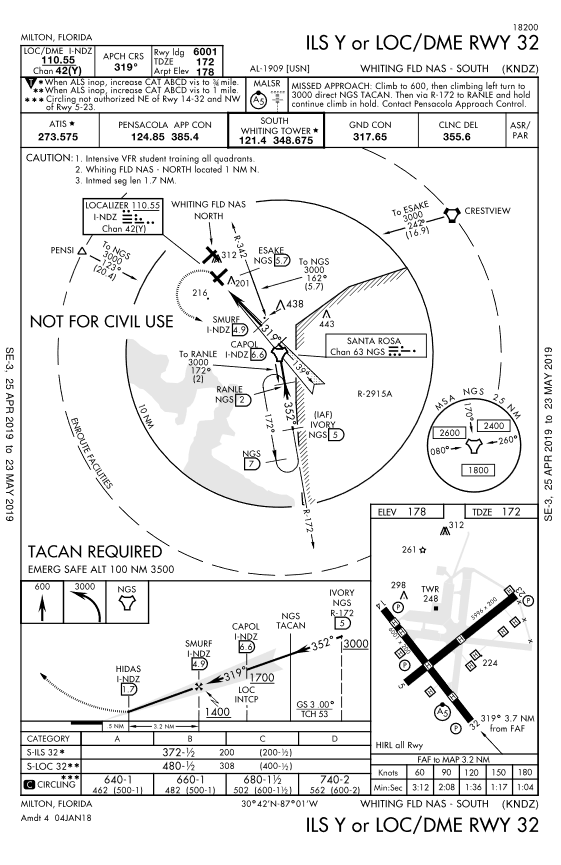 18200
MILTON, FLORIDA
ILS Y or LOC/DME RWY 32
LOC/DME I-NDZ
110.55
Chan 42(Y)
APCH CRS
319°
Rwy ldg 6001
TDZE 172
Arpt Elev 178
AL-1909 [USN]
WHITING FLD NAS - SOUTH (KNDZ)
T * When ALS inop, increase CAT ABCD vis to ¾ mile.
** When ALS inop, increase CAT ABCD vis to 1 mile.
*** Circling not authorized NE of Rwy 14-32 and NW
of Rwy 5-23.
MALSR
A5
MISSED APPROACH: Climb to 600, then climbing left turn to
3000 direct NGS TACAN. Then via R-172 to RANLE and hold
continue climb in hold. Contact Pensacola Approach Control.
ATIS ★
273.575
PENSACOLA APP CON
124.85 385.4
SOUTH
WHITING TOWER ★
121.4 348.675
GND CON
317.65
CLNC DEL
355.6
ASR/
PAR
CAUTION: 1. Intensive VFR student training all quadrants.
2. Whiting FLD NAS - NORTH located 1 NM N.
3. Intmed seg len 1.7 NM.
LOCALIZER 110.55
I-NDZ
Chan 42(Y)
WHITING FLD NAS
NORTH
To ESAKE
3000
242°
(16.9)
CRESTVIEW
PENSI
To NGS
3000
123°
(20.4)
R-342
312
201
216
ESAKE
NGS 5.7
To NGS
3000
162°
(5.7)
438
443
NOT FOR CIVIL USE
SMURF
I-NDZ 4.9
319°
CAPOL
I-NDZ 6.6
139°
SANTA ROSA
Chan 63 NGS
To RANLE
3000
172°
(2)
RANLE
NGS 2
172°
352°
R-2915A
(IAF)
IVORY
NGS 5
NGS
7
10 NM
ENROUTE FACILITIES
R-172
MSA NGS 25 NM
170°
2600
2400
080°
260°
1800
SE-3, 25 APR 2019 to 23 MAY 2019
SE-3, 25 APR 2019 to 23 MAY 2019
TACAN REQUIRED
EMERG SAFE ALT 100 NM 3500
ELEV 178
TDZE 172
312
261
298
TWR
248
P
14
23
5996 x 200
P
P
224
5
A5
32
319° 3.7 NM
from FAF
HIRL all Rwy
600
3000
NGS
HIDAS
I-NDZ
1.7
SMURF
I-NDZ
4.9
CAPOL
I-NDZ
6.6
NGS
TACAN
IVORY
NGS
R-172
5
352°
3000
319°
1700
LOC
INTCP
1400
GS 3.00°
TCH 53
.5 NM
3.2 NM
CATEGORY A B C D
S-ILS 32* 372-½ 200 (200-½)
S-LOC 32** 480-½ 308 (400-½)
C CIRCLING *** 640-1 660-1 680-1½ 740-2
462 (500-1) 482 (500-1) 502 (600-1½) 562 (600-2)
FAF to MAP 3.2 NM
Knots 60 90 120 150 180
Min:Sec 3:12 2:08 1:36 1:17 1:04
MILTON, FLORIDA
Amdt 4 04JAN18
30°42'N-87°01'W
WHITING FLD NAS - SOUTH (KNDZ)
ILS Y or LOC/DME RWY 32